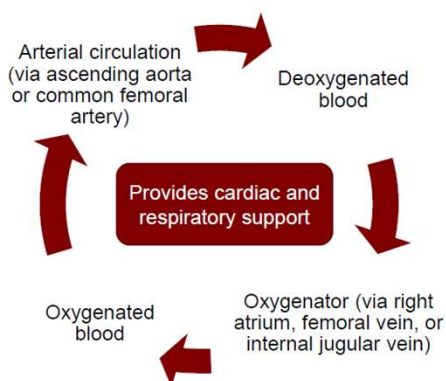 Arterial circulation
(via ascending aorta
or common femoral
artery)
Deoxygenated
blood
Provides cardiac and
respiratory support
Oxygenated
blood
Oxygenator (via right
atrium, femoral vein, or
internal jugular vein)